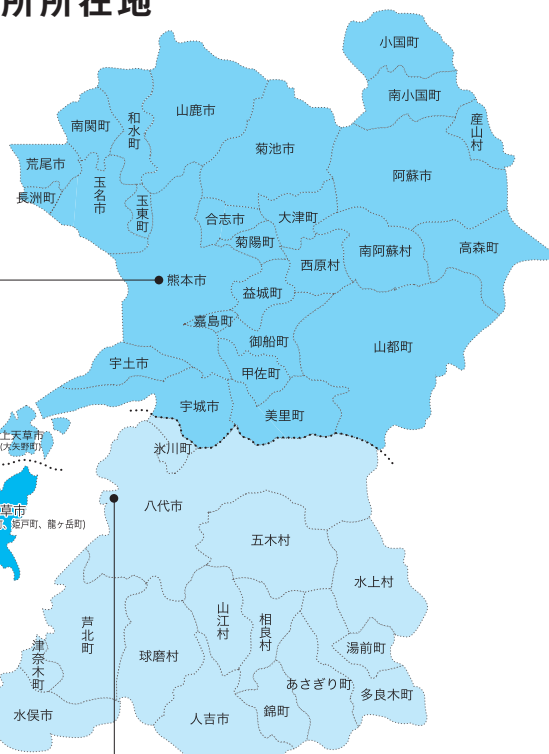 所所在地
小国町
南小国町
産山村
山鹿市
和水町
南関町
菊池市
荒尾市
阿蘇市
玉名市
長洲町
玉東町
合志市
大津町
菊陽町
西原村
南阿蘇村
高森町
熊本市
益城町
嘉島町
御船町
山都町
宇土市
甲佐町
宇城市
美里町
上天草市
(大矢野町)
氷川町
八代市
草市
、姫戸町、龍ヶ岳町)
五木村
水上村
山江村
相良村
芦北町
津奈木町
球磨村
湯前町
あさぎり町
多良木町
水俣市
人吉市
錦町